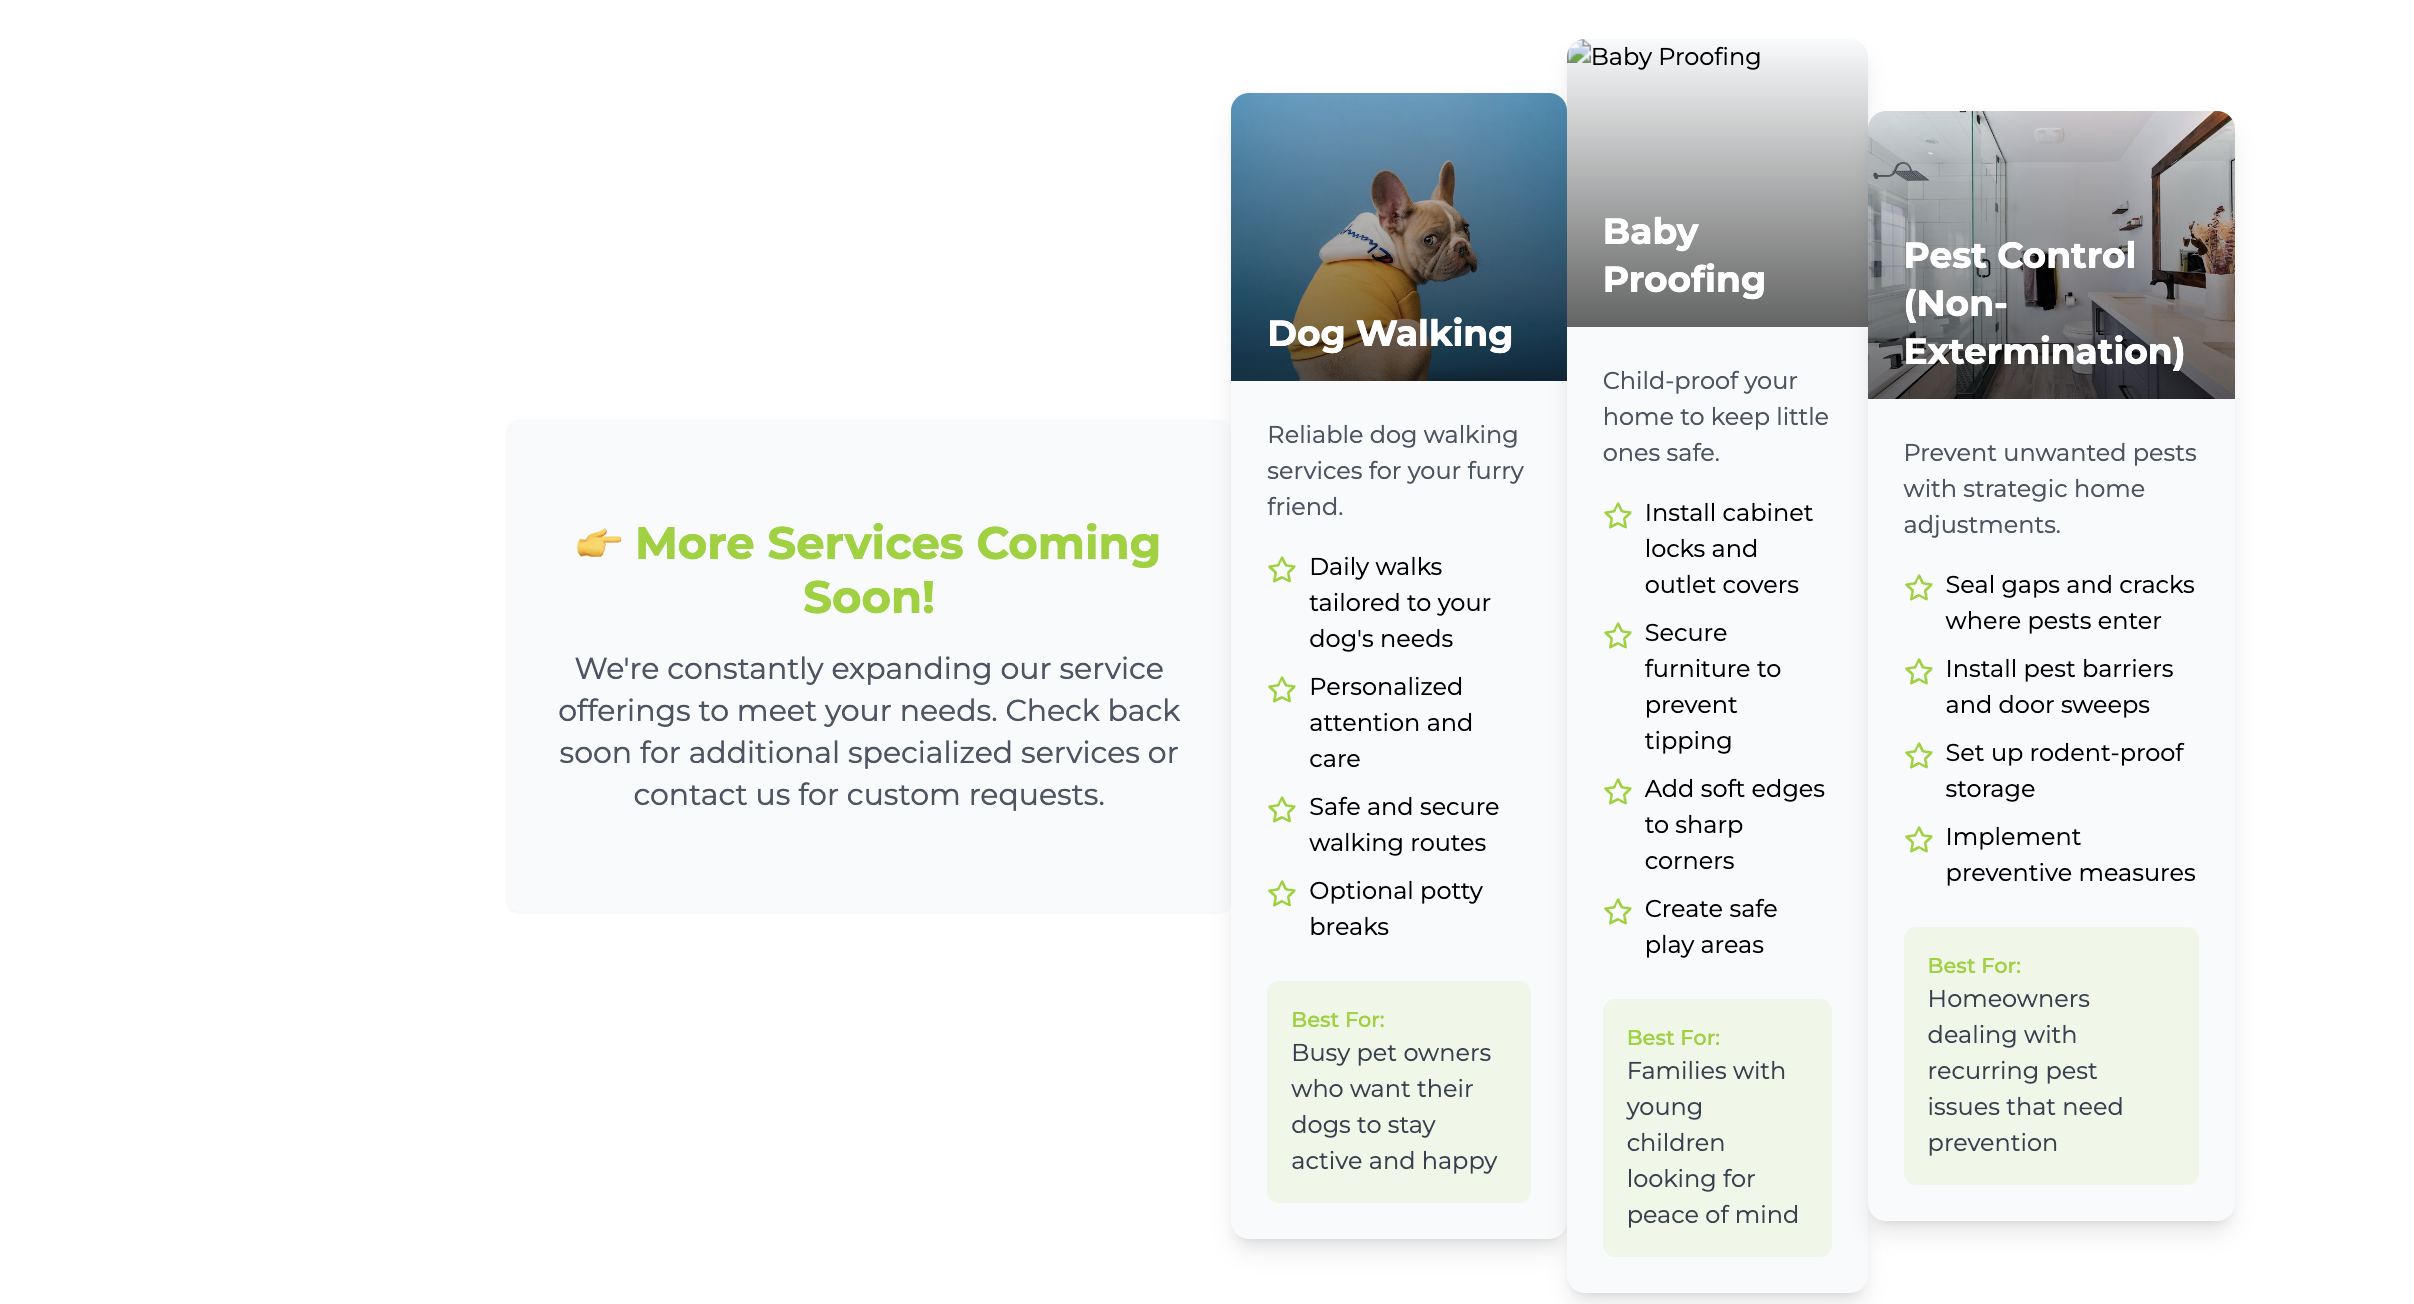 👉 More Services Coming
Soon!
We're constantly expanding our service
offerings to meet your needs. Check back
soon for additional specialized services or
contact us for custom requests.
Dog Walking
Reliable dog walking
services for your furry
friend.
Daily walks
tailored to your
dog's needs
Personalized
attention and
care
Safe and secure
walking routes
Optional potty
breaks
Best For:
Busy pet owners
who want their
dogs to stay
active and happy
Baby Proofing
Baby
Proofing
Child-proof your
home to keep little
ones safe.
Install cabinet
locks and
outlet covers
Secure
furniture to
prevent
tipping
Add soft edges
to sharp
corners
Create safe
play areas
Best For:
Families with
young
children
looking for
peace of mind
Pest Control
(Non-
Extermination)
Prevent unwanted pests
with strategic home
adjustments.
Seal gaps and cracks
where pests enter
Install pest barriers
and door sweeps
Set up rodent-proof
storage
Implement
preventive measures
Best For:
Homeowners
dealing with
recurring pest
issues that need
prevention